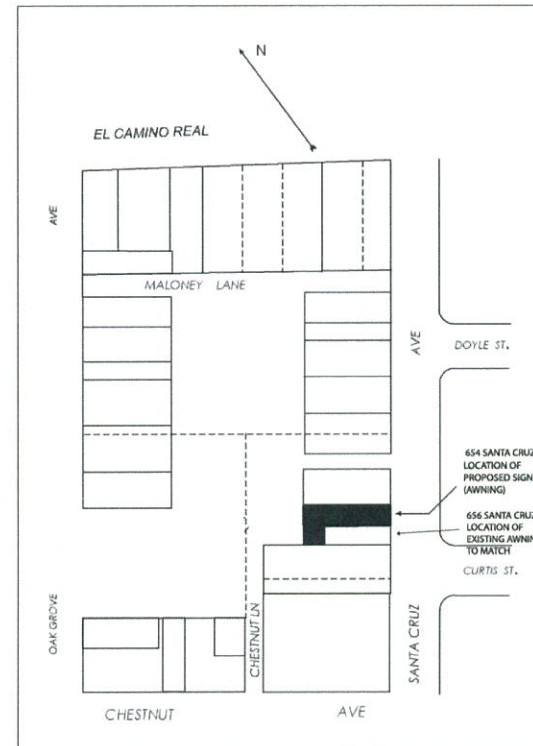 N
EL CAMINO REAL
AVE
MALONEY LANE
AVE
DOYLE ST.
654 SANTA CRUZ
LOCATION OF
PROPOSED SIGN
(AWNING)
656 SANTA CRUZ
LOCATION OF
EXISTING AWNIN
TO MATCH
CURTIS ST.
OAK GROVE
CHESTNUT LN
SANTA CRUZ
CHESTNUT AVE